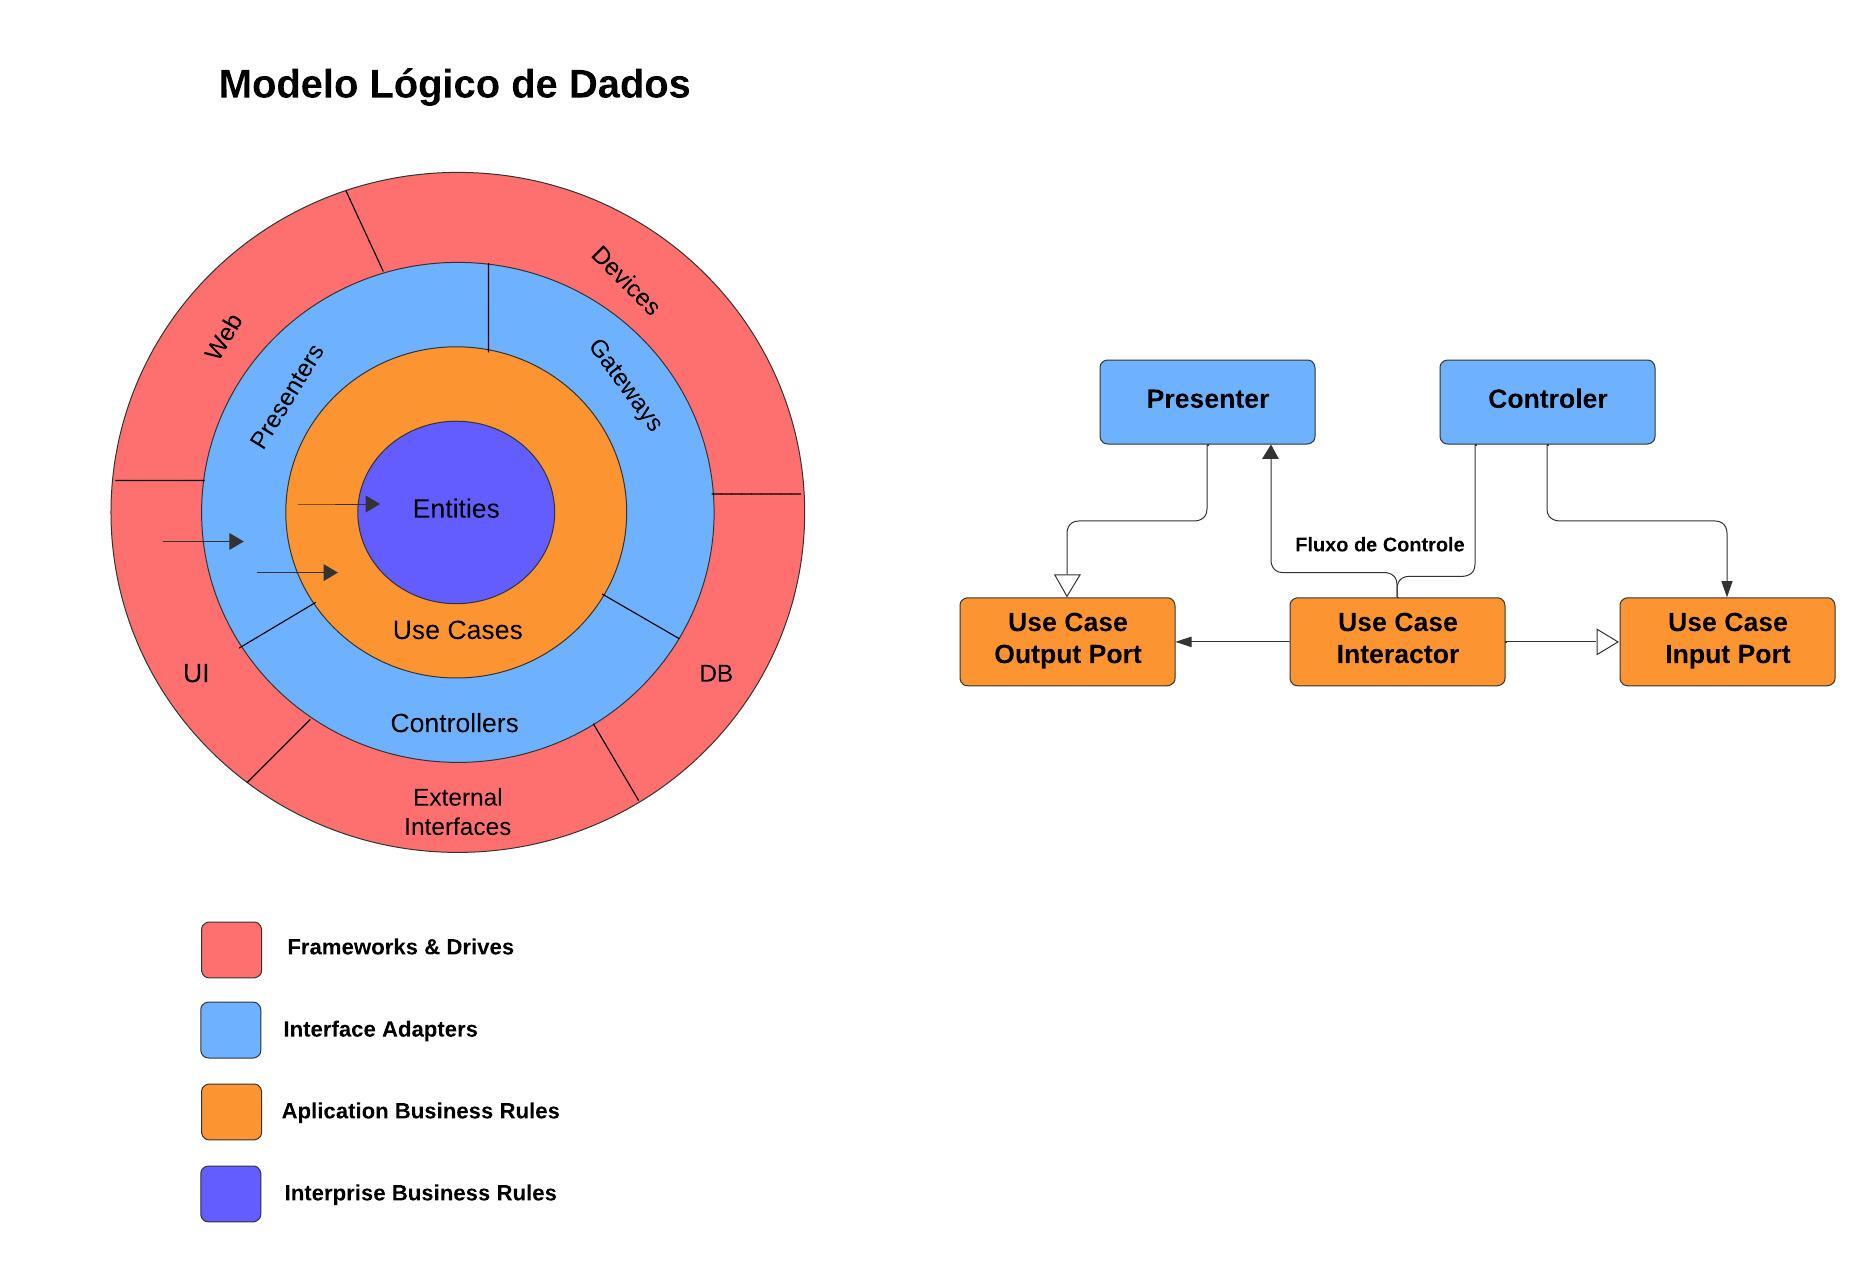 Modelo Lógico de Dados
Web
Devices
Presenters
Gateways
Entities
Use Cases
UI
DB
Controllers
External
Interfaces
Presenter
Controler
Fluxo de Controle
Use Case
Output Port
Use Case
Interactor
Use Case
Input Port
Frameworks & Drives
Interface Adapters
Aplication Business Rules
Interprise Business Rules